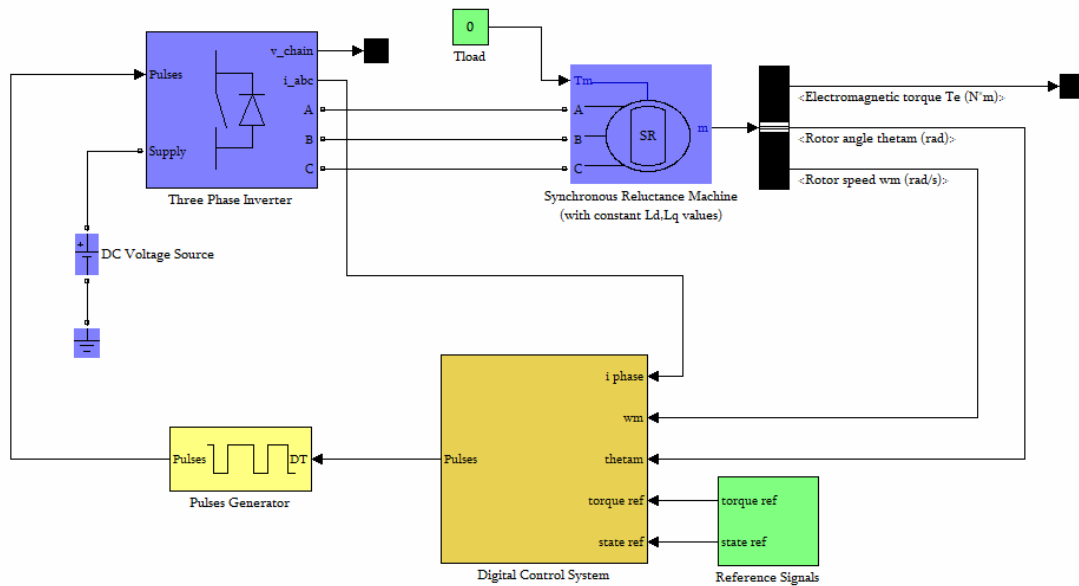 v_chain
Pulses
i_abc
A
B
C
Supply
Three Phase Inverter
0
Tload
Tm
A
B
C
SR
m
Synchronous Reluctance Machine
(with constant Ld,Lq values)
<Electromagnetic torque Te (N*m)>
<Rotor angle thetam (rad)>
<Rotor speed wm (rad/s)>
+
DC Voltage Source
i phase
wm
thetam
torque ref
state ref
Pulses
Digital Control System
Pulses
DT
Pulses Generator
torque ref
state ref
Reference Signals